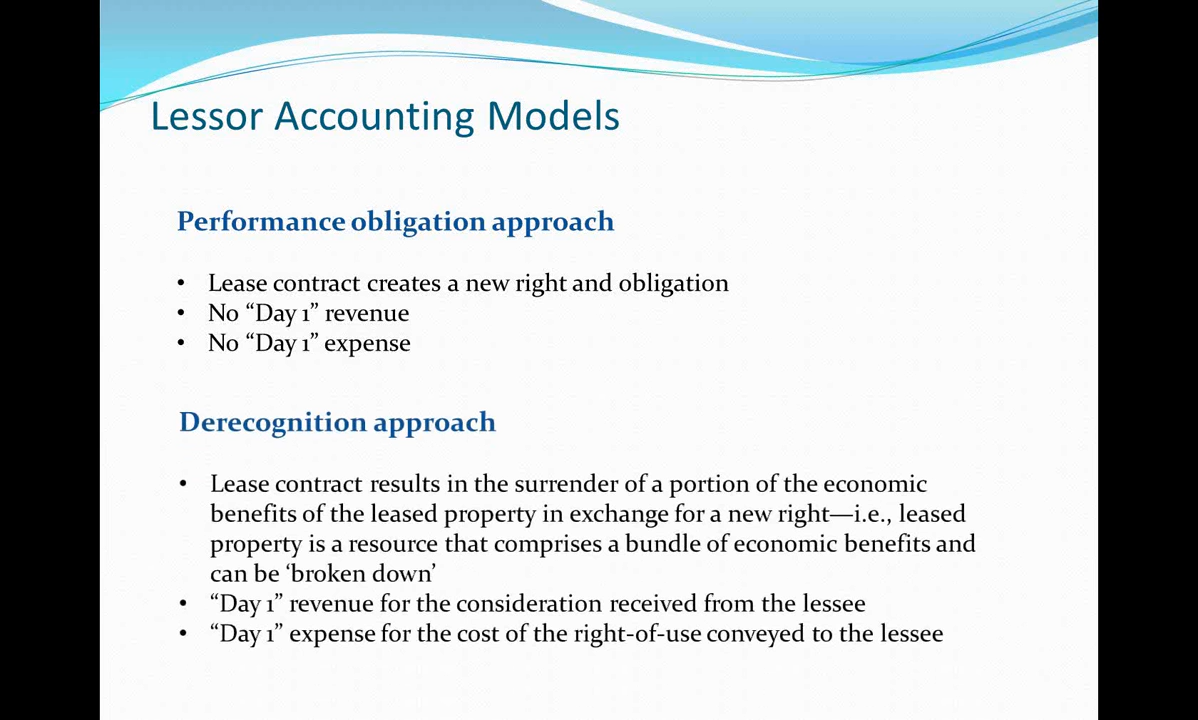 Lessor Accounting Models
Performance obligation approach
• Lease contract creates a new right and obligation
• No “Day 1” revenue
• No “Day 1” expense
Derecognition approach
• Lease contract results in the surrender of a portion of the economic
benefits of the leased property in exchange for a new right—i.e., leased
property is a resource that comprises a bundle of economic benefits and
can be ‘broken down’
• “Day 1” revenue for the consideration received from the lessee
• “Day 1” expense for the cost of the right-of-use conveyed to the lessee